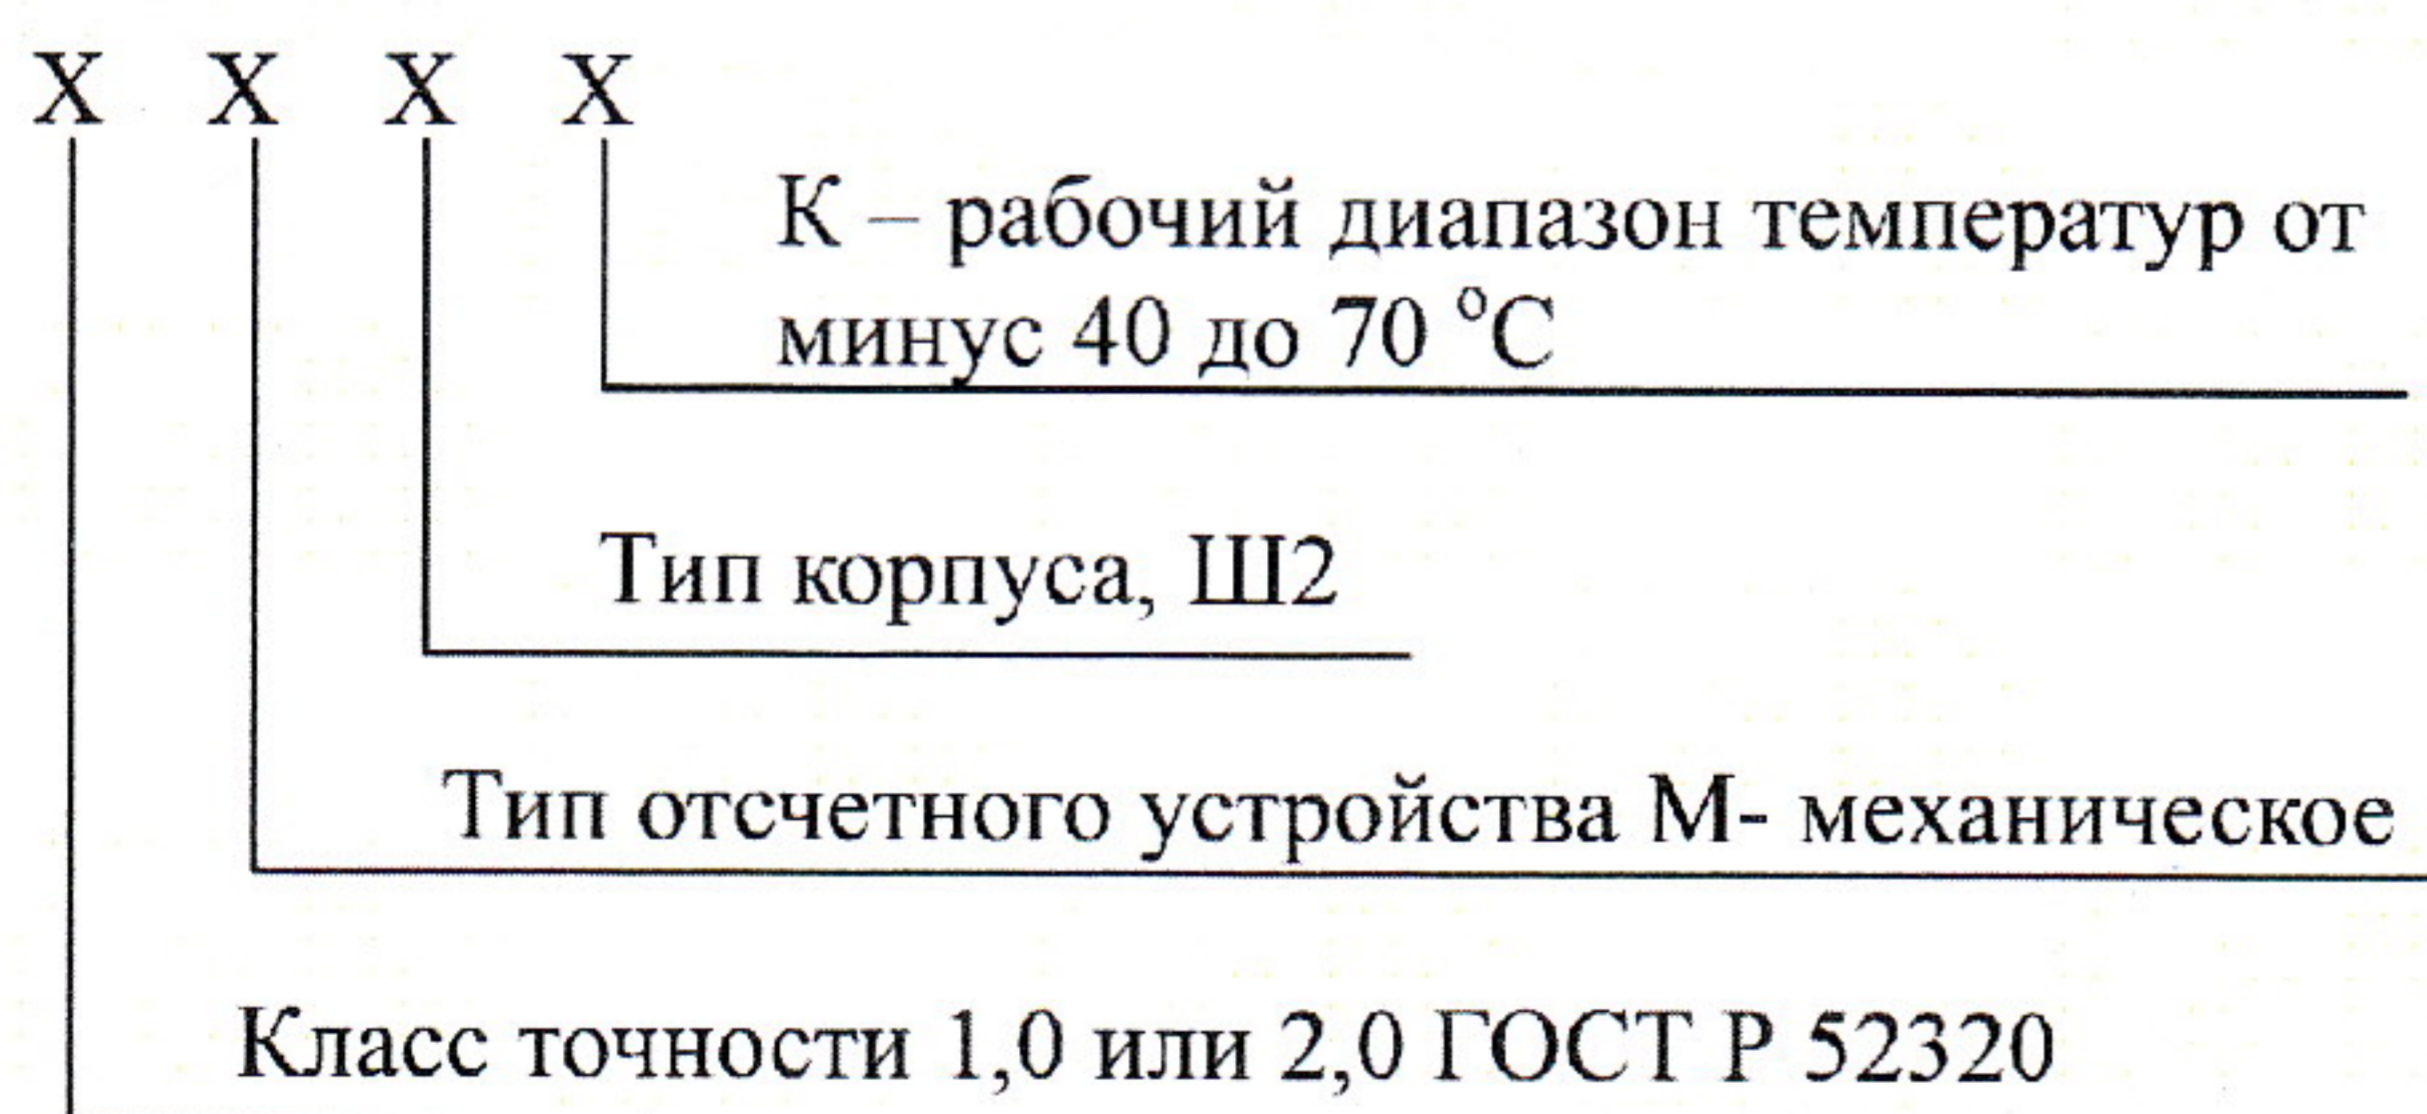 X X X X
К – рабочий диапазон температур от
минус 40 до 70 °С
Тип корпуса, Ш2
Тип отсчетного устройства М- механическое
Класс точности 1,0 или 2,0 ГОСТ Р 52320